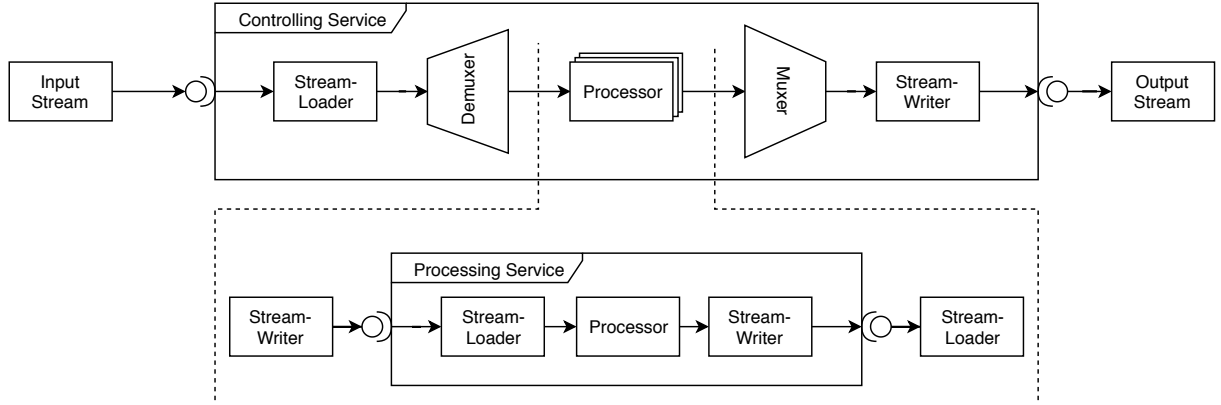 Controlling Service
Input
Stream
Stream-
Loader
Demuxer
Processor
Muxer
Stream-
Writer
Output
Stream
Processing Service
Stream-
Writer
Stream-
Loader
Processor
Stream-
Writer
Stream-
Loader